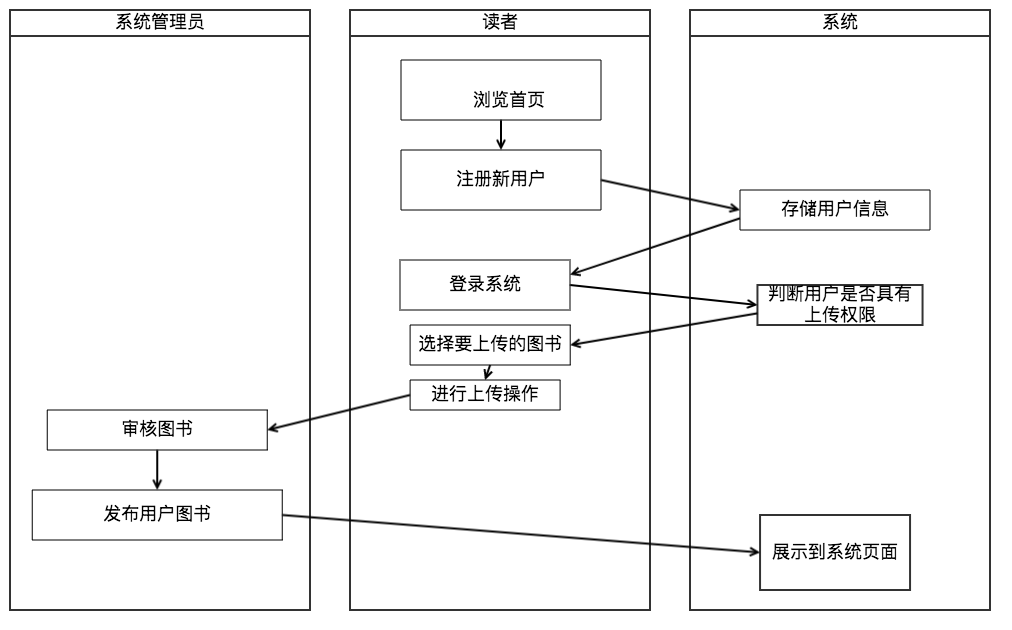 系统管理员
读者
系统
浏览首页
注册新用户
存储用户信息
登录系统
判断用户是否具有
上传权限
选择要上传的图书
进行上传操作
审核图书
发布用户图书
展示到系统页面